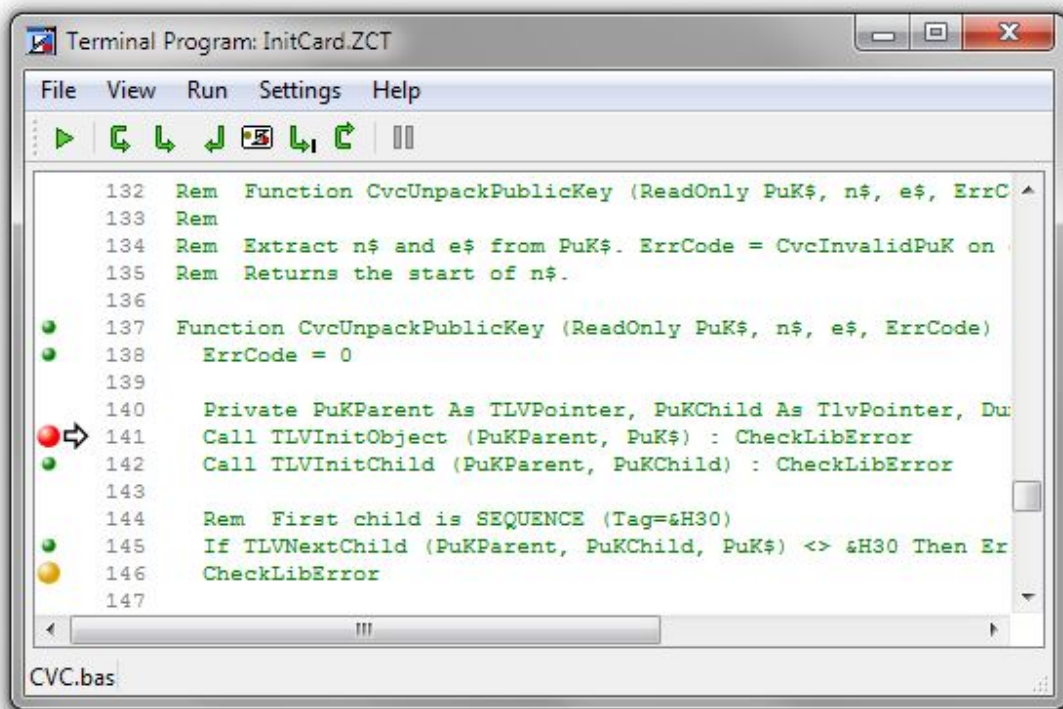 Terminal Program: InitCard.ZCT
File View Run Settings Help
132 Rem  Function CvcUnpackPublicKey (ReadOnly PuK$, n$, e$, ErrC
133 Rem
134 Rem  Extract n$ and e$ from PuK$. ErrCode = CvcInvalidPuK on
135 Rem  Returns the start of n$.
136
137 Function CvcUnpackPublicKey (ReadOnly PuK$, n$, e$, ErrCode)
138   ErrCode = 0
139
140   Private PuKParent As TLVPointer, PuKChild As TlvPointer,
141   Call TLVInitObject (PuKParent, PuK$) : CheckLibError
142   Call TLVInitChild (PuKParent, PuKChild) : CheckLibError
143
144   Rem  First child is SEQUENCE (Tag=&H30)
145   If TLVNextChild (PuKParent, PuKChild, PuK$) <> &H30 Then Er
146   CheckLibError
147
CVC.bas